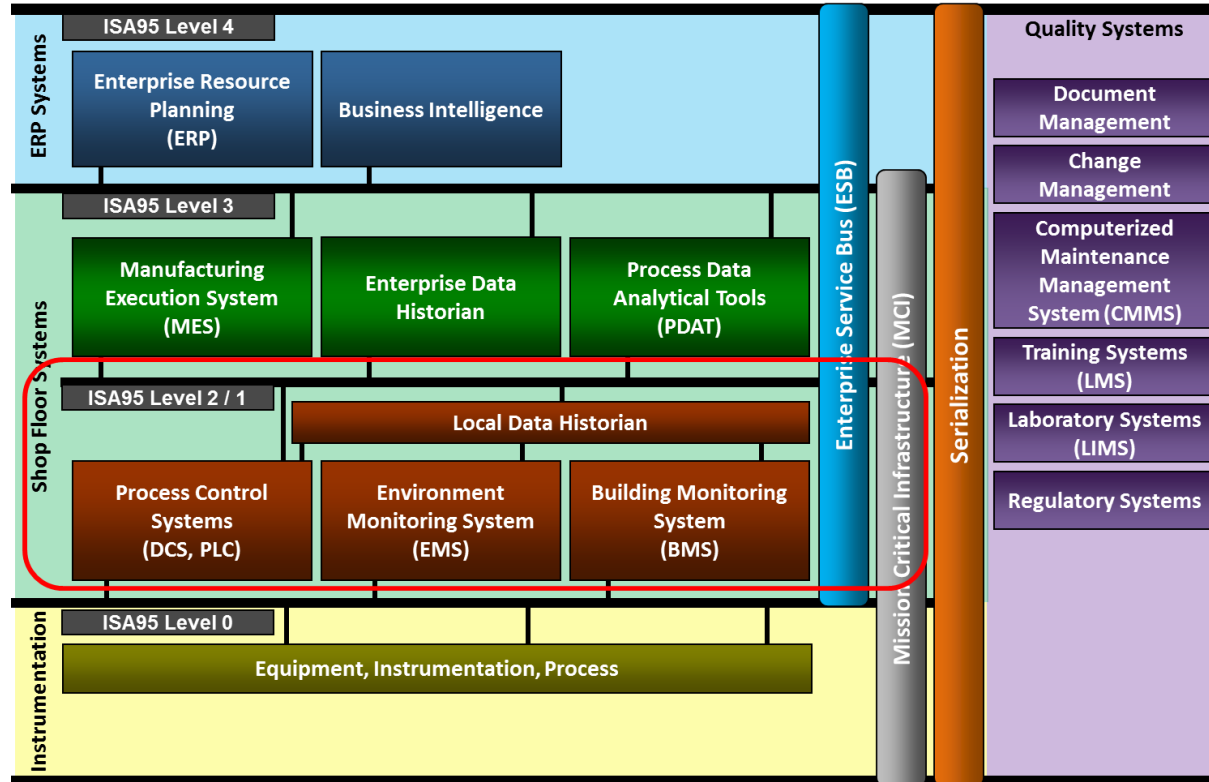 ERP Systems
ISA95 Level 4
Enterprise Resource
Planning
(ERP)
Business Intelligence
Shop Floor Systems
ISA95 Level 3
Manufacturing
Execution System
(MES)
Enterprise Data
Historian
Process Data
Analytical Tools
(PDAT)
ISA95 Level 2 / 1
Local Data Historian
Process Control
Systems
(DCS, PLC)
Environment
Monitoring System
(EMS)
Building Monitoring
System
(BMS)
Instrumentation
ISA95 Level 0
Equipment, Instrumentation, Process
Enterprise Service Bus (ESB)
Mission Critical Infrastructure (MCI)
Serialization
Quality Systems
Document
Management
Change
Management
Computerized
Maintenance
Management
System (CMMS)
Training Systems
(LMS)
Laboratory Systems
(LIMS)
Regulatory Systems